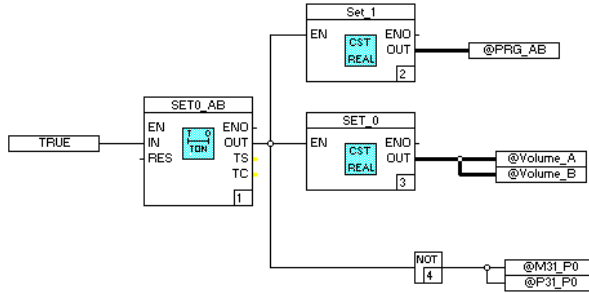 Set_1
EN ENO
CST
REAL
OUT
2
@PRG_AB
SET0_AB
EN ENO
TRUE
IN
T 0
TON
OUT
RES
TS
TC
1
SET_0
EN ENO
CST
REAL
OUT
3
@Volume_A
@Volume_B
NOT
4
@M31_P0
@P31_P0